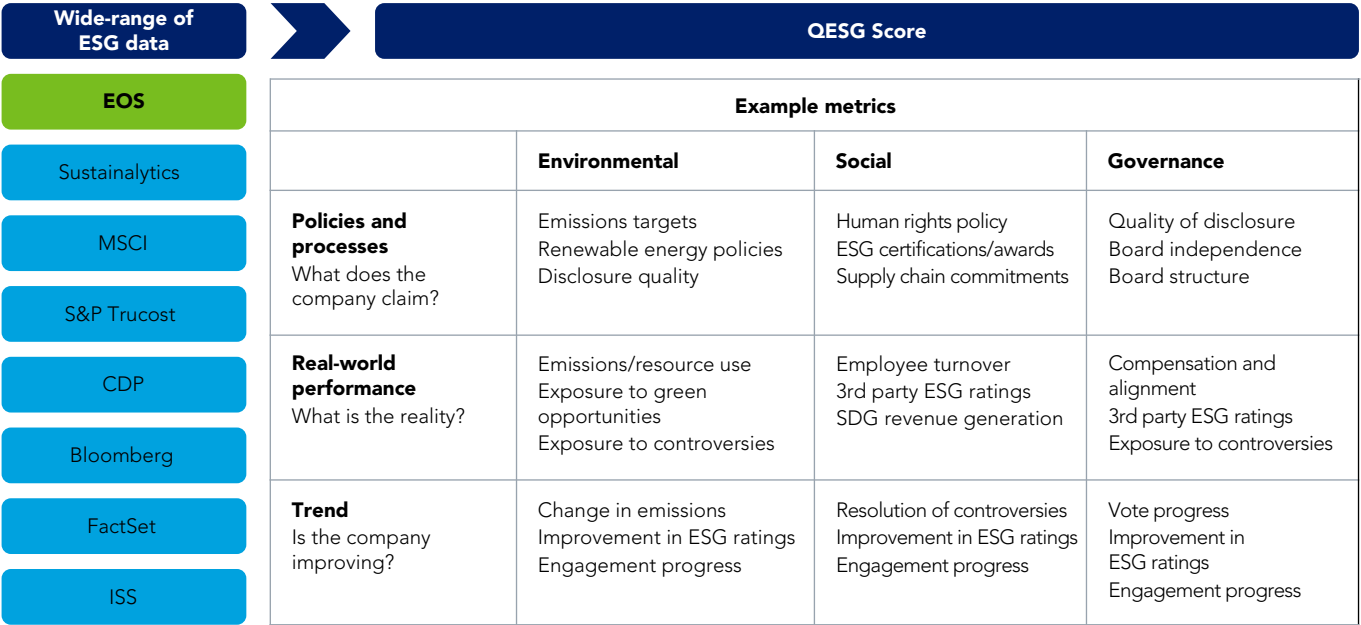 Wide-range of
ESG data
QESG Score
EOS
Sustainalytics
MSCI
S&P Trucost
CDP
Bloomberg
FactSet
ISS
Example metrics
Environmental
Social
Governance
Policies and
processes
What does the
company claim?
Emissions targets
Renewable energy policies
Disclosure quality
Human rights policy
ESG certifications/awards
Supply chain commitments
Quality of disclosure
Board independence
Board structure
Real-world
performance
What is the reality?
Emissions/resource use
Exposure to green
opportunities
Exposure to controversies
Employee turnover
3rd party ESG ratings
SDG revenue generation
Compensation and
alignment
3rd party ESG ratings
Exposure to controversies
Trend
Is the company
improving?
Change in emissions
Improvement in ESG ratings
Engagement progress
Resolution of controversies
Improvement in ESG ratings
Engagement progress
Vote progress
Improvement in
ESG ratings
Engagement progress